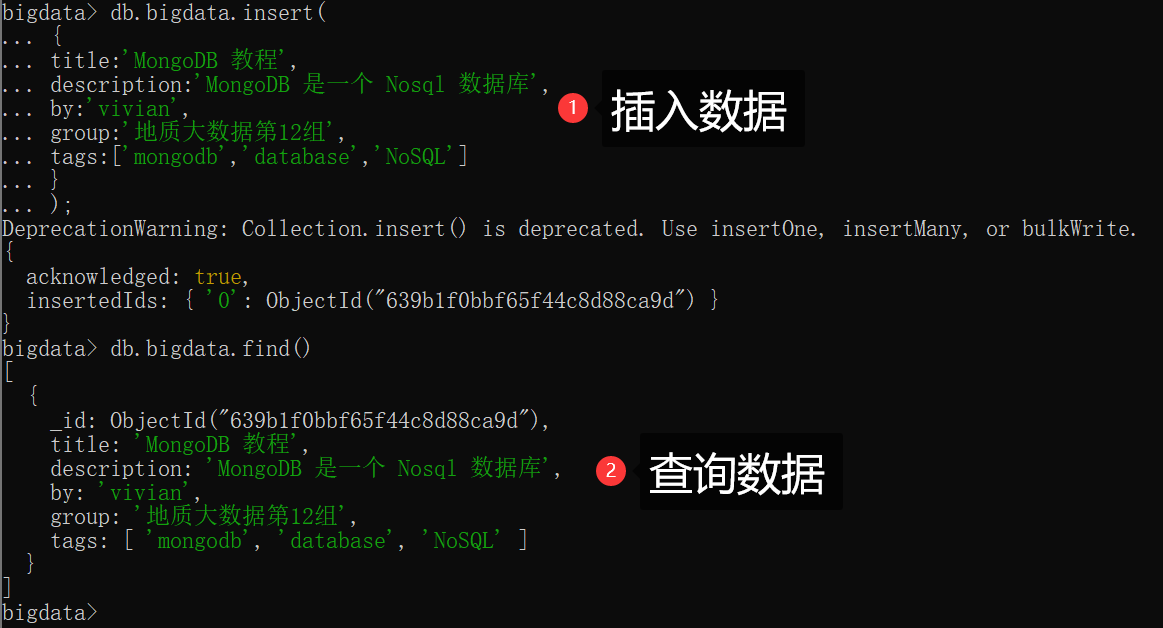 bigdata> db.bigdata.insert(
... {
... title:'MongoDB 教程',
... description:'MongoDB 是一个 Nosql 数据库',
... by:'vivian',
... group:'地质大数据第12组',
... tags:['mongodb','database','NoSQL']
... }
... );
1 插入数据
DeprecationWarning: Collection.insert() is deprecated. Use insertOne, insertMany, or bulkWrite.
{
  acknowledged: true,
  insertedIds: { '0': ObjectId("639b1f0bbf65f44c8d88ca9d") }
}
bigdata> db.bigdata.find()
[
  {
    _id: ObjectId("639b1f0bbf65f44c8d88ca9d"),
    title: 'MongoDB 教程',
    description: 'MongoDB 是一个 Nosql 数据库',
    by: 'vivian',
    group: '地质大数据第12组',
    tags: [ 'mongodb', 'database', 'NoSQL' ]
  }
]
2 查询数据
bigdata>